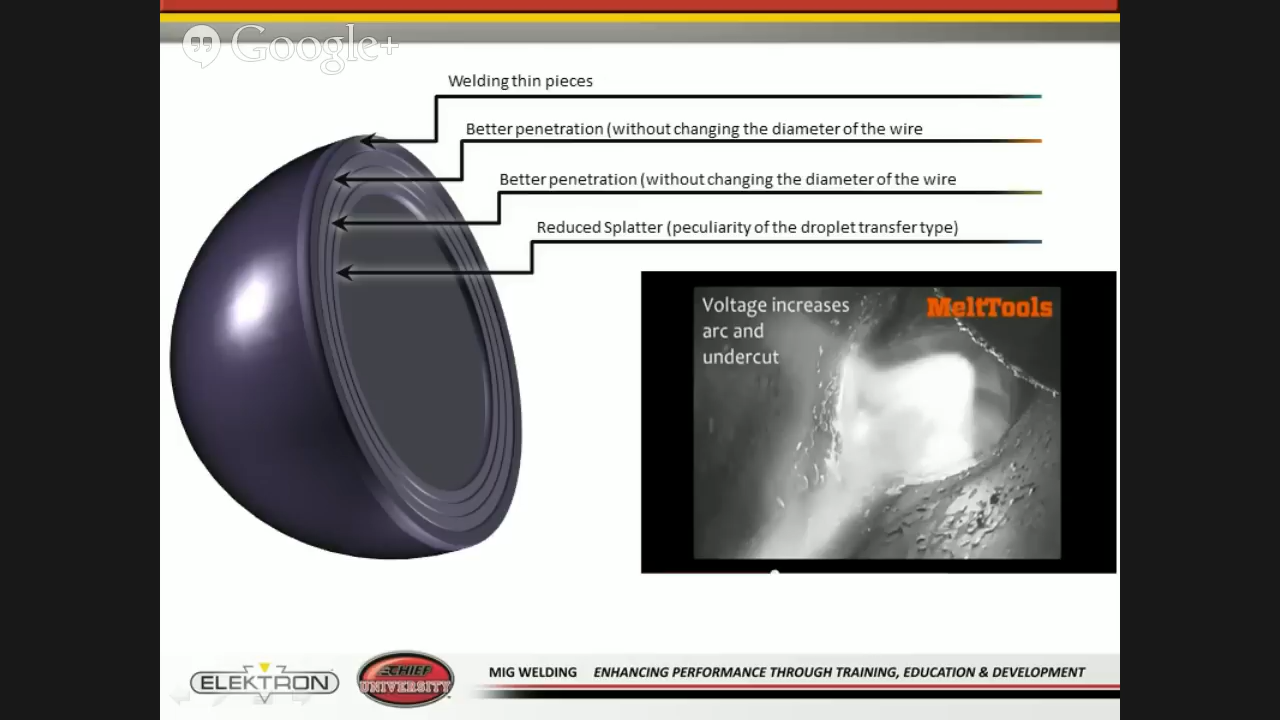 Google+
Welding thin pieces
Better penetration (without changing the diameter of the wire
Better penetration (without changing the diameter of the wire
Reduced Splatter (peculiarity of the droplet transfer type)
Voltage increases
arc and
undercut
MeltTools
ELEKTRON
CHIEF
UNIVERSITY
MIG WELDING ENHANCING PERFORMANCE THROUGH TRAINING, EDUCATION & DEVELOPMENT